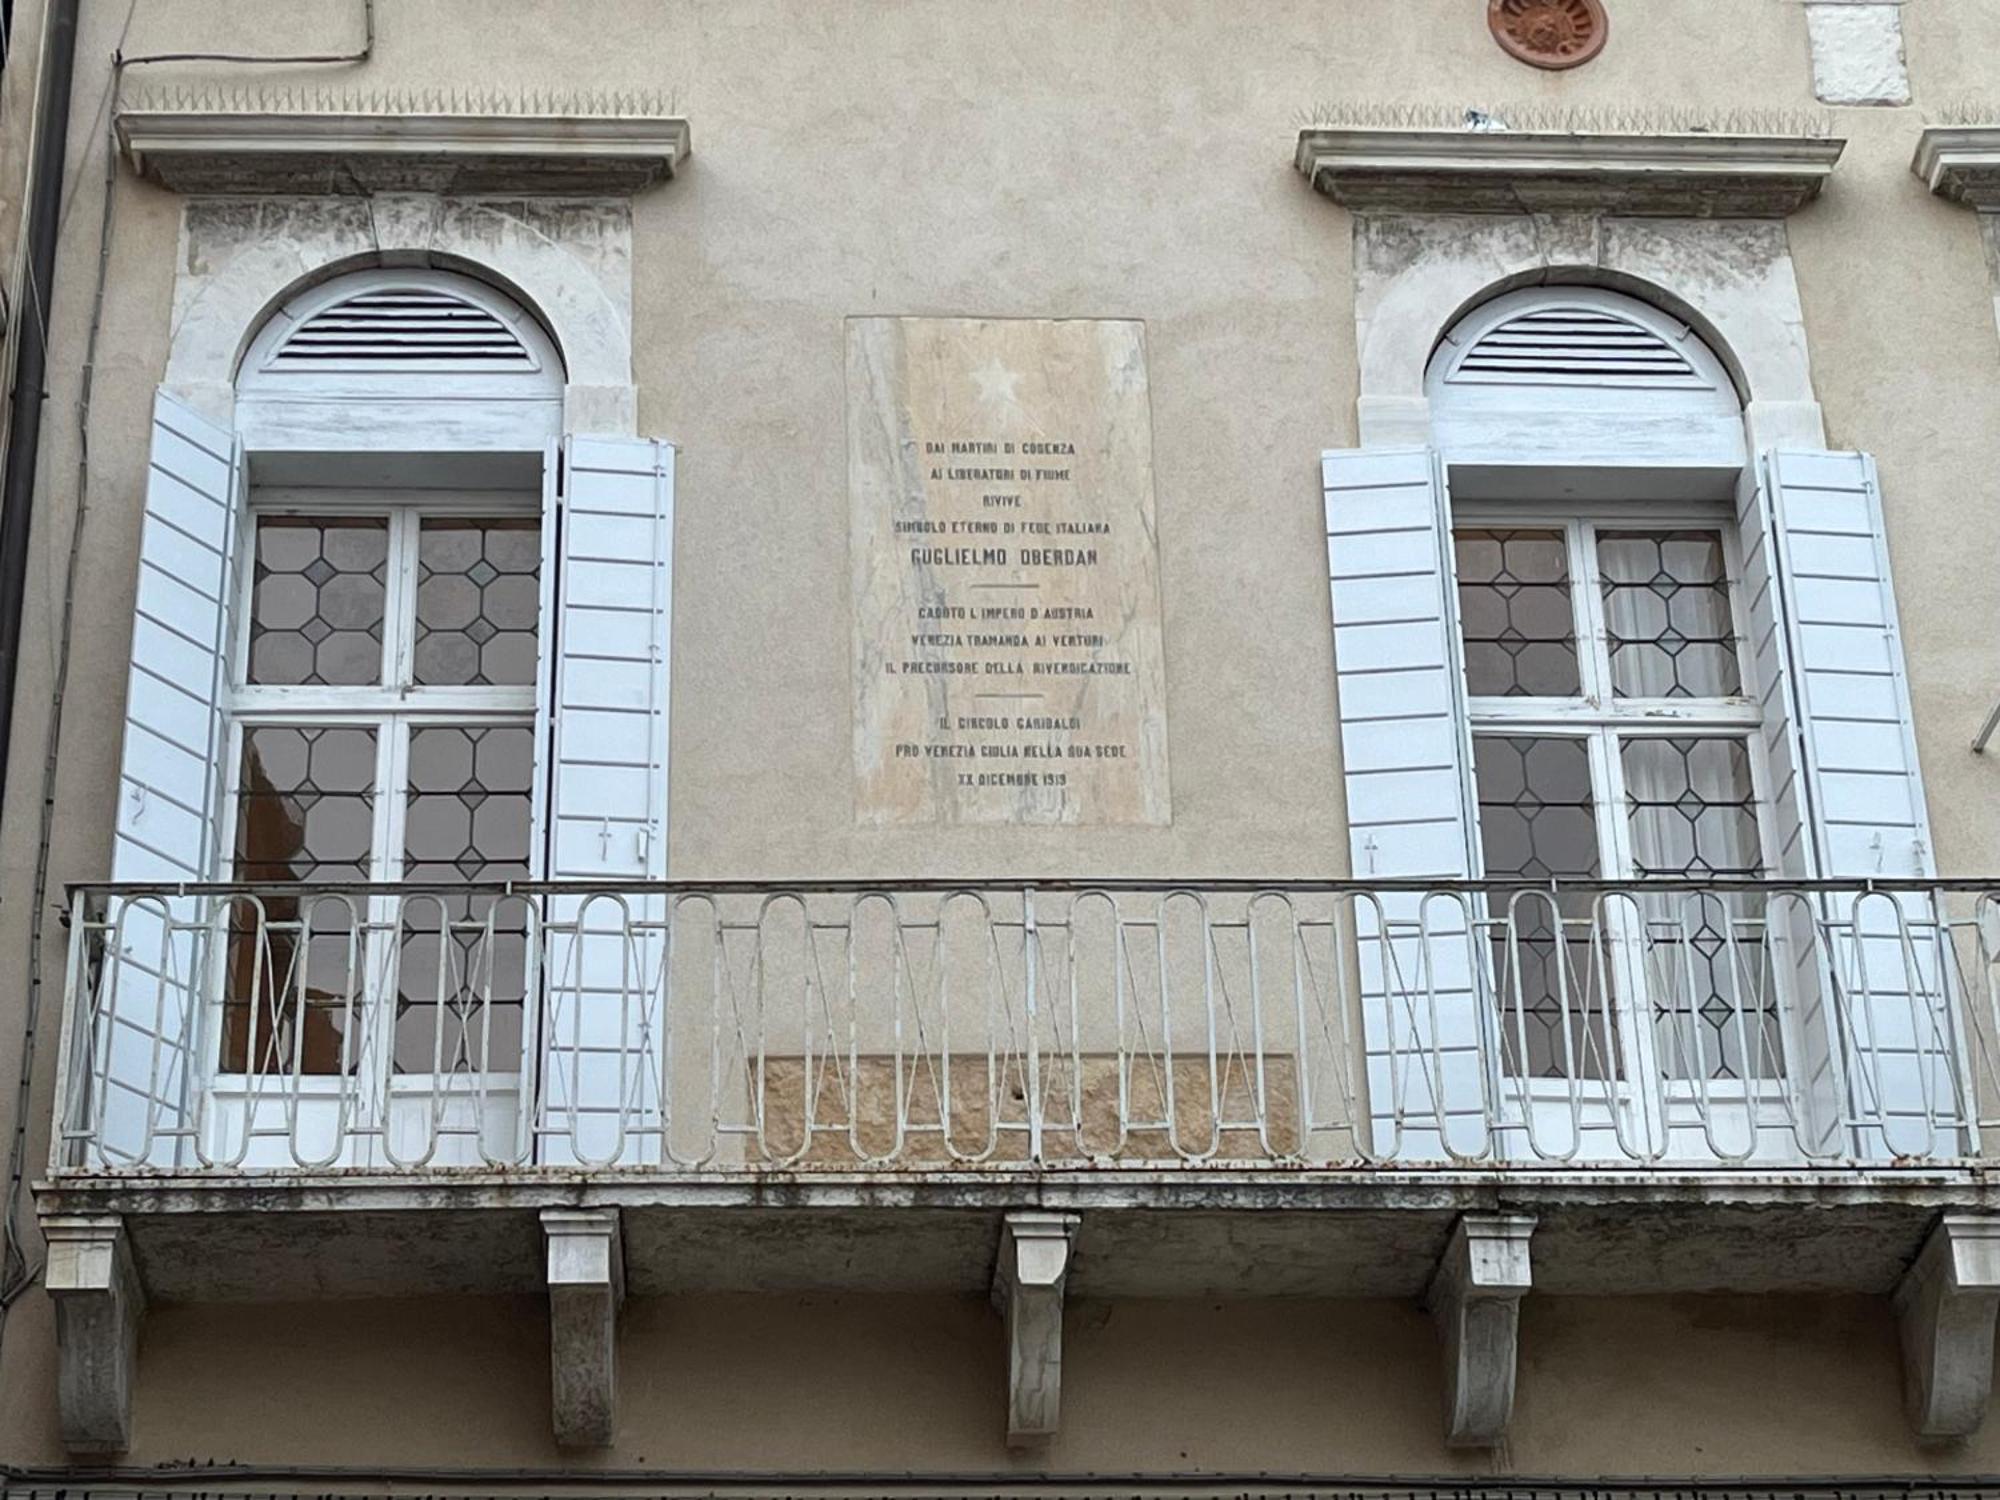 DAI MARTIRI DI COSENZA
AI LIBERATORI DI FIUME
RIVIVE
SIMBOLO ETERNO DI FEDE ITALIANA
GUGLIELMO OBERDAN
CADUTO L'IMPERO D'AUSTRIA
VENEZIA TRAMANDA AI VENTURI
IL PRECURSORE DELLA RIVENDICAZIONE
IL CIRCOLO GARIBALDI
PRO VENEZIA GIULIA NELLA SUA SEDE
XX DICEMBRE 1919